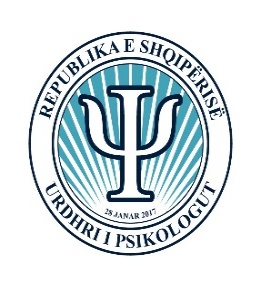 REPUBLIKA E SHQIPËRISË
Ψ
28 JANAR 2017
URDHRI I PSIKOLOGUT